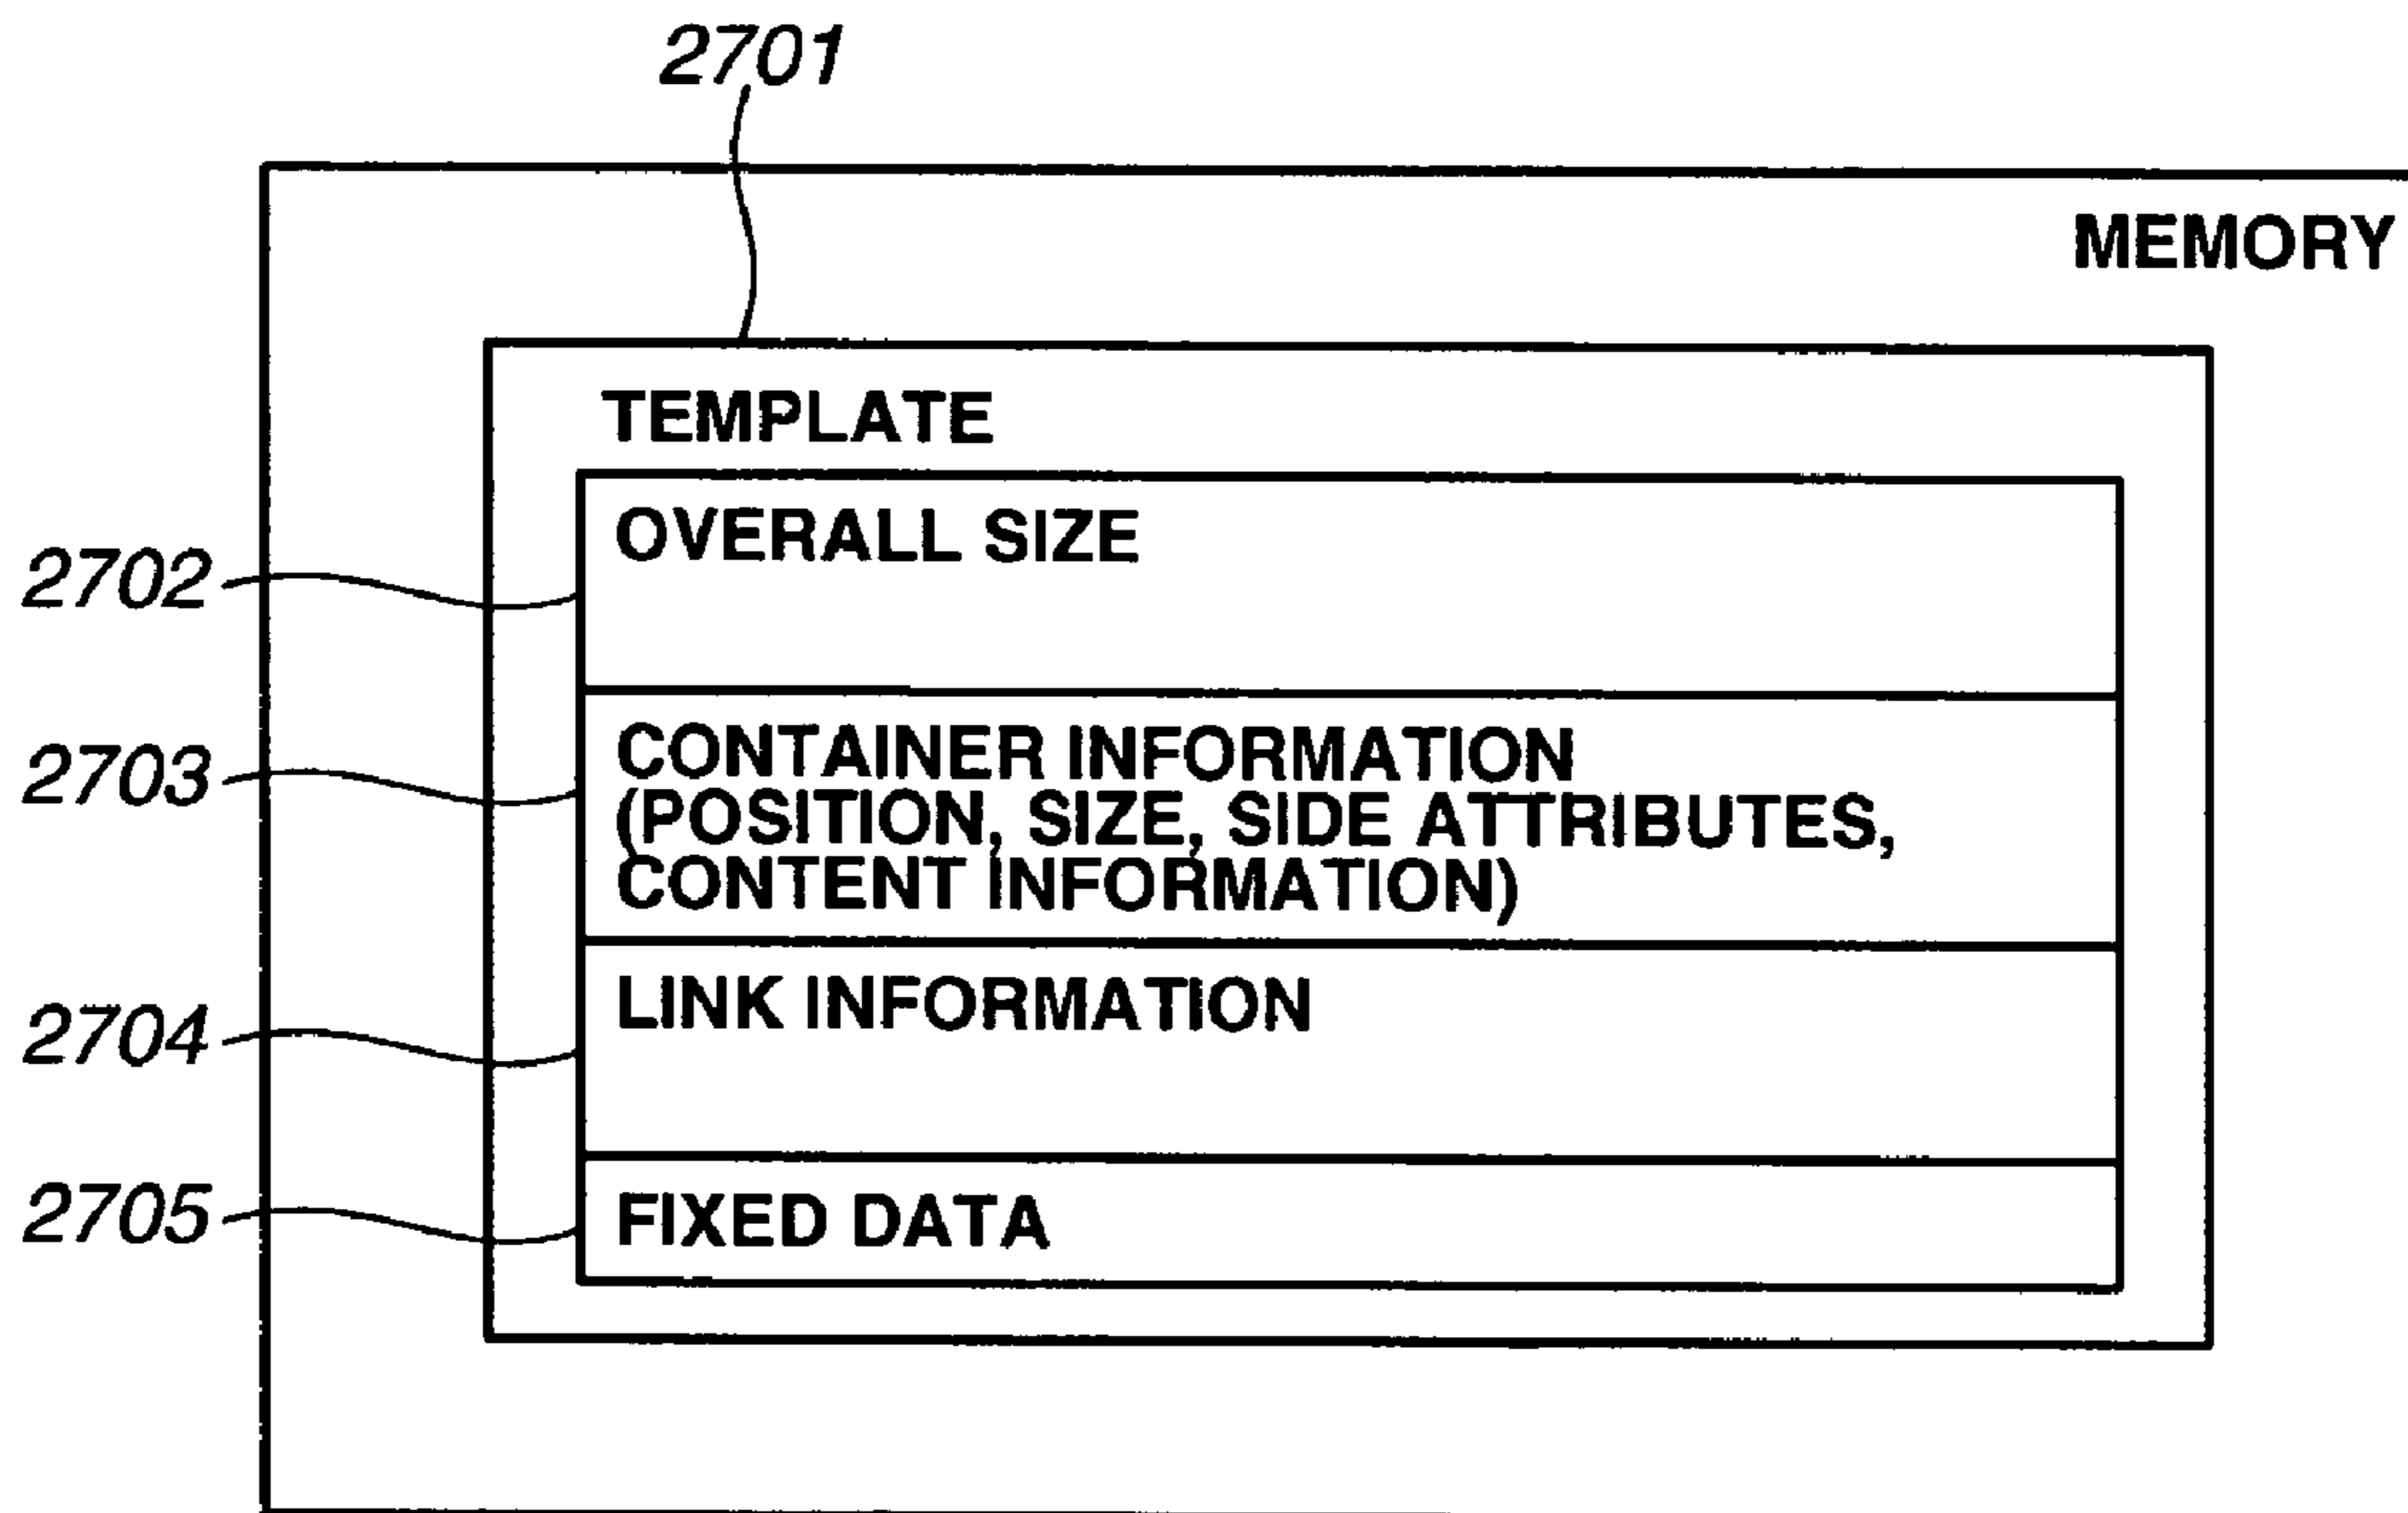 2701
MEMORY
TEMPLATE
OVERALL SIZE
2702
CONTAINER INFORMATION
2703
(POSITION, SIZE, SIDE ATTRIBUTES,
CONTENT INFORMATION)
LINK INFORMATION
2704
2705
FIXED DATA